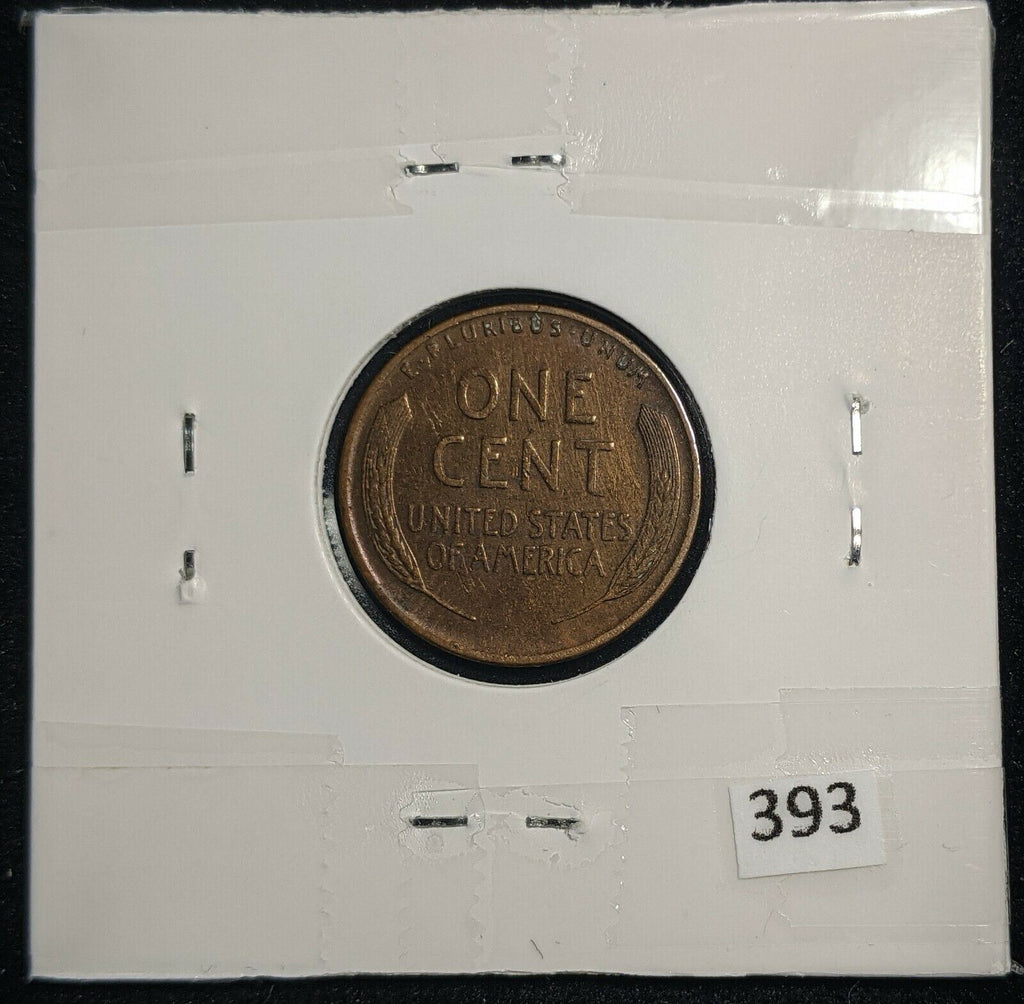 E·PLURIBUS·UNUM
ONE
CENT
UNITED STATES
OF AMERICA
393